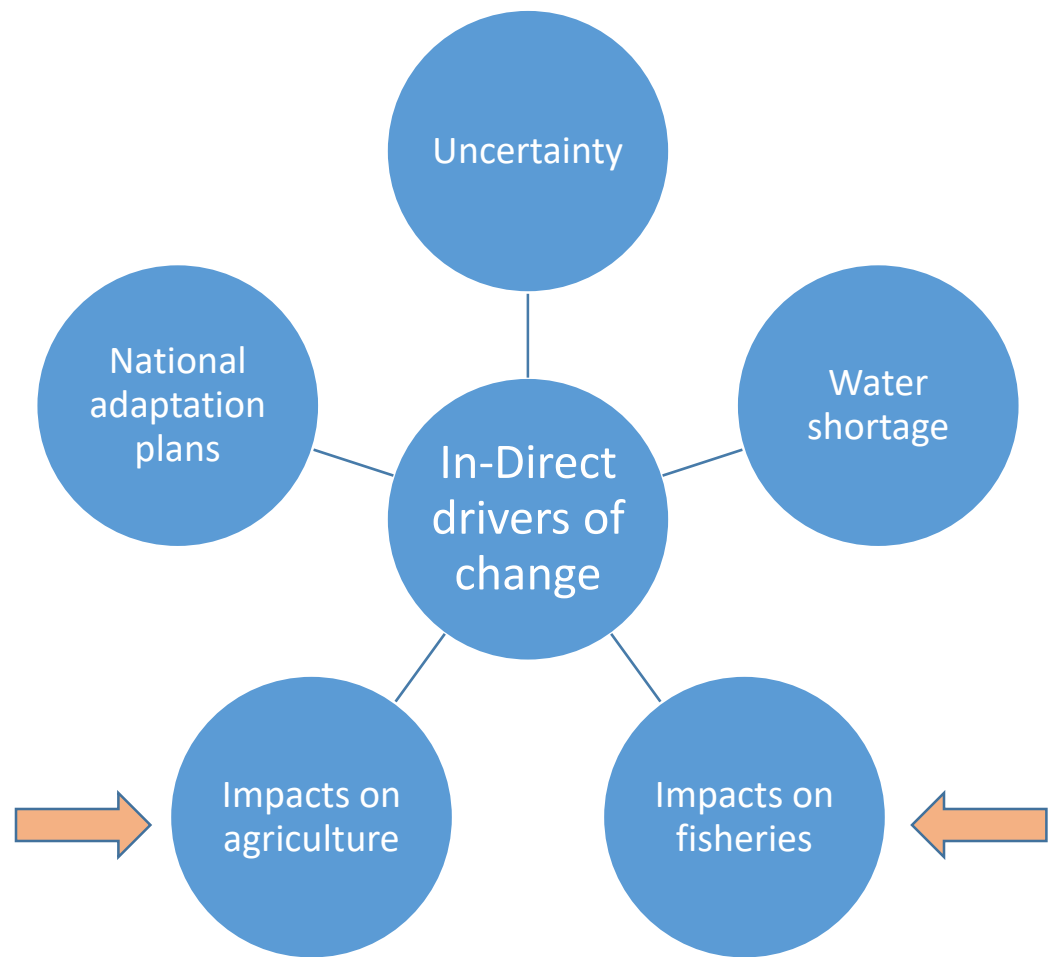 Uncertainty
National
adaptation
plans
Water
shortage
In-Direct
drivers of
change
Impacts on
agriculture
Impacts on
fisheries